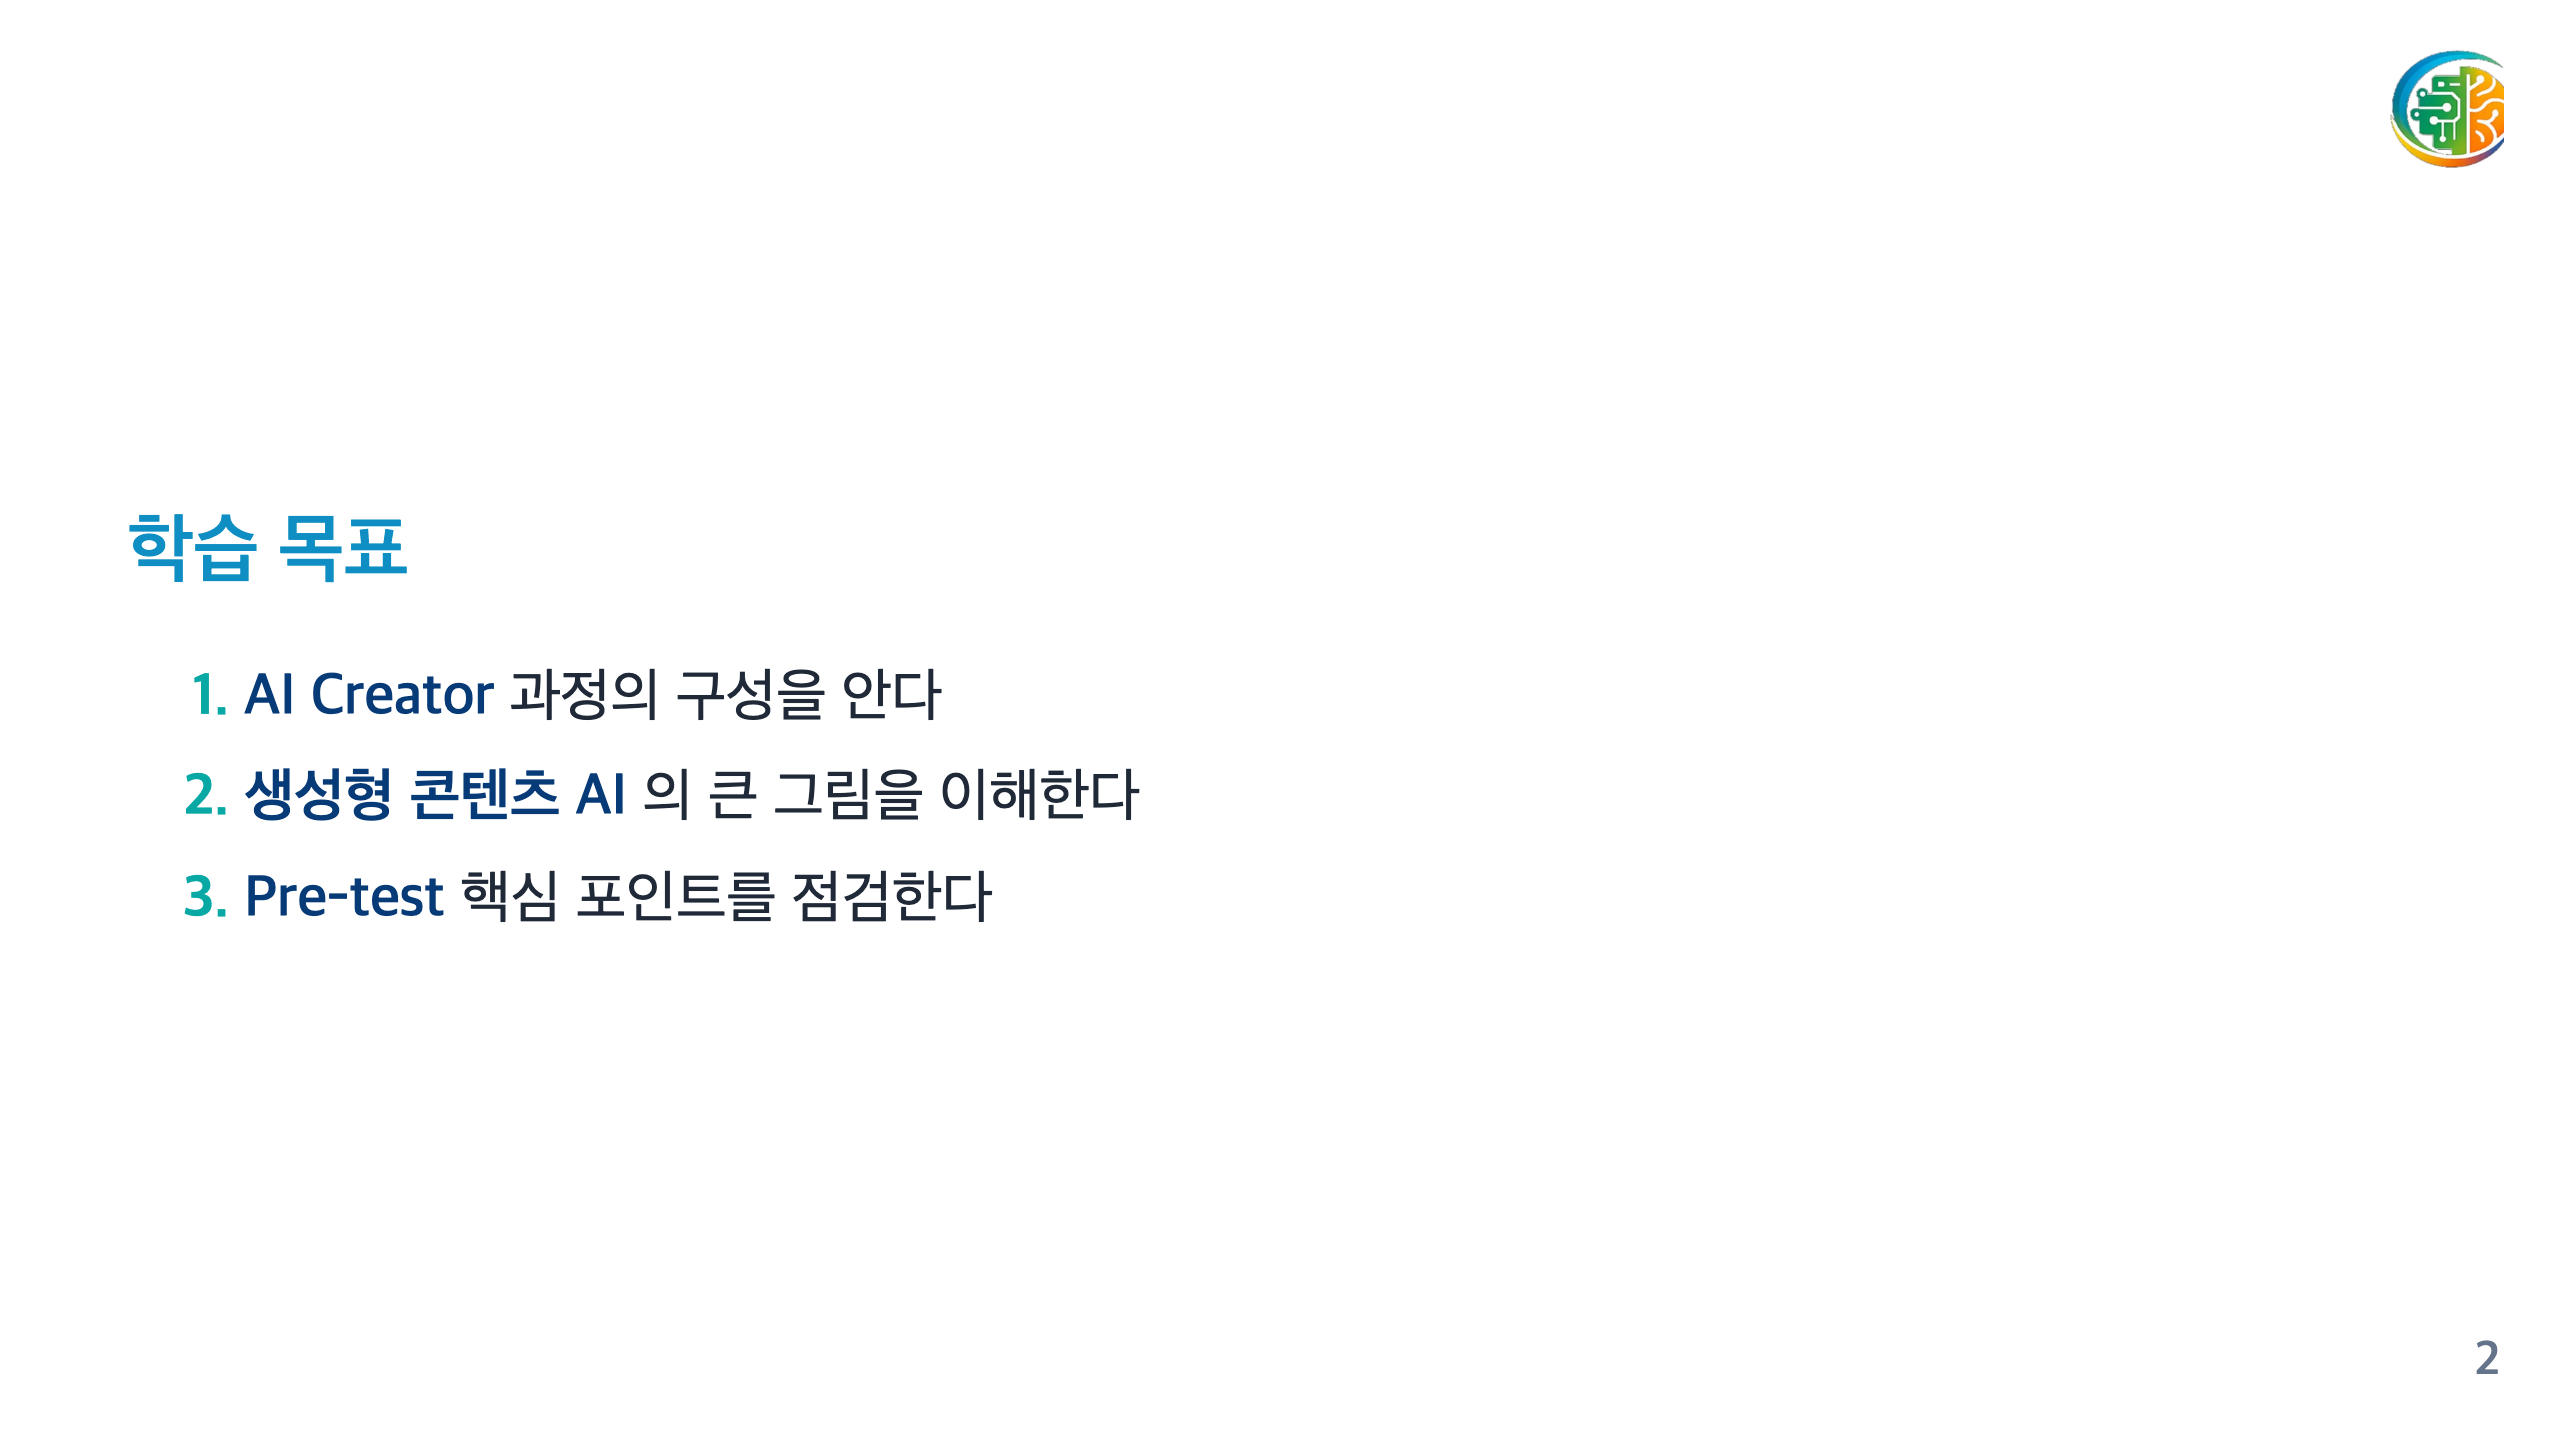 학습 목표
1. AI Creator 과정의 구성을 안다
2. 생성형 콘텐츠 AI 의 큰 그림을 이해한다
3. Pre-test 핵심 포인트를 점검한다
2